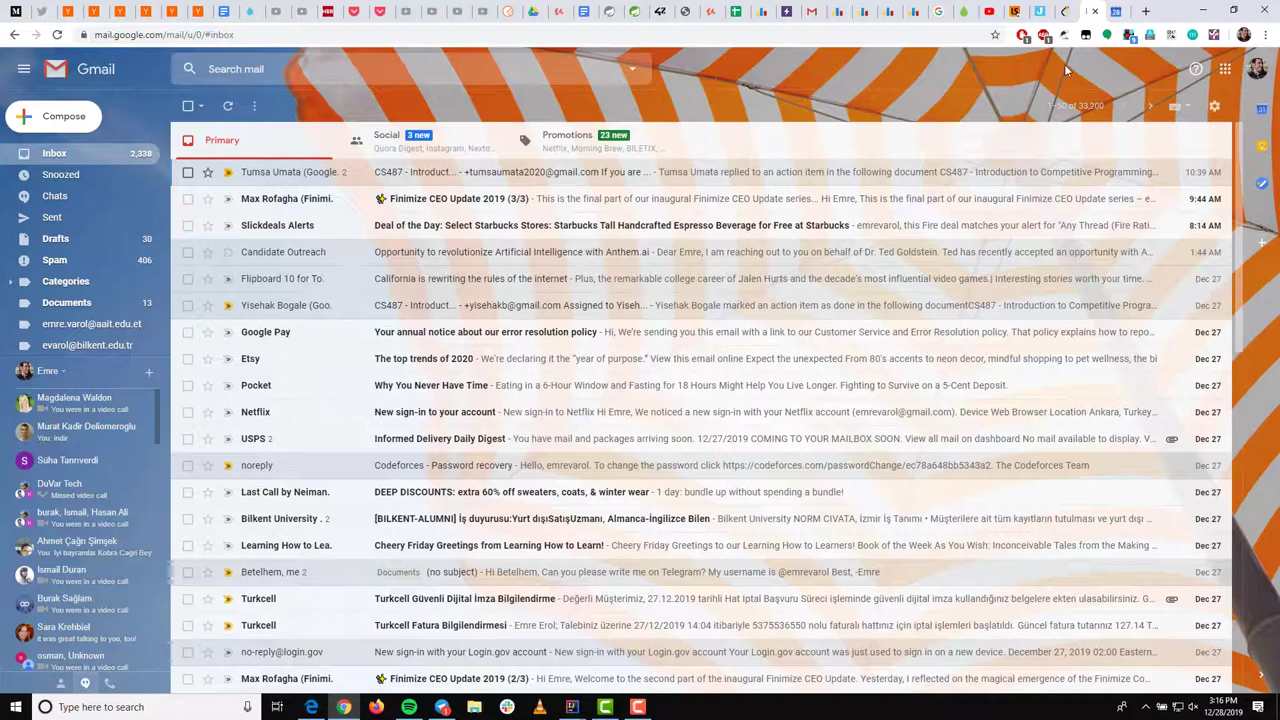 mail.google.com/mail/u/0/#inbox
Gmail
Search mail
Compose
1–50 of 33,200
Primary
Social 3 new
Quora Digest, Instagram, Nextd...
Promotions 23 new
Netflix, Morning Brew, BILETIX, ...
Inbox 2,338
Snoozed
Chats
Sent
Drafts 30
Spam 406
Categories
Documents 13
emre.varol@aait.edu.et
evarol@bilkent.edu.tr
Emre
Magdalena Waldon
You were in a video call
Murat Kadir Deliomeroglu
You: indir
Süha Tanrıverdi
DuVar Tech
Missed video call
burak, Ismail, Hasan Ali
You were in a video call
Ahmet Çağrı Şimşek
You: Iyi bayramlar Kobra Cagri Bey
Ismail Duran
You were in a video call
Burak Sağlam
You were in a video call
Sara Krehbiel
it was great talking to you, too!
osman, Unknown
You were in a video call
Tumsa Umata (Google. 2 CS487 - Introduct... - +tumsaumata2020@gmail.com If you are ... - Tumsa Umata replied to an action item in the following document CS487 - Introduction to Competitive Programming... 10:39 AM
Max Rofagha (Finimi. Finimize CEO Update 2019 (3/3) - This is the final part of our inaugural Finimize CEO Update series... Hi Emre, This is the final part of our inaugural Finimize CEO Update series – e... 9:44 AM
Slickdeals Alerts Deal of the Day: Select Starbucks Stores: Starbucks Tall Handcrafted Espresso Beverage for Free at Starbucks - emrevarol, this Fire deal matches your alert for "Any Thread (Fire Rati... 8:14 AM
Candidate Outreach Opportunity to revolutionize Artificial Intelligence with Anthem.ai - Dear Emre, I am reaching out to you on behalf of Dr. Ted Goldstein. Ted has recently accepted an opportunity with A... 1:44 AM
Flipboard 10 for To. California is rewriting the rules of the internet - Plus, the remarkable college career of Jalen Hurts and the decade's most influential video games.| Interesting stories worth your time. ... Dec 27
Yisehak Bogale (Goo. CS487 - Introduct... - +yisehakb@gmail.com Assigned to Yiseh... - Yisehak Bogale marked an action item as done in the following documentCS487 - Introduction to Competitive Progra... Dec 27
Google Pay Your annual notice about our error resolution policy - Hi, We're sending you this email with a link to our Customer Service and Error Resolution policy. That policy explains how to repo... Dec 27
Etsy The top trends of 2020 - We're declaring it the "year of purpose." View this email online Expect the unexpected From 80's accents to neon decor, mindful shopping to pet wellness, the bi Dec 27
Pocket Why You Never Have Time - Eating in a 6-Hour Window and Fasting for 18 Hours Might Help You Live Longer. Fighting to Survive on a 5-Cent Deposit. Dec 27
Netflix New sign-in to your account - New sign-in to Netflix Hi Emre, We noticed a new sign-in with your Netflix account (emrevarol@gmail.com). Device Web Browser Location Ankara, Turkey... Dec 27
USPS 2 Informed Delivery Daily Digest - You have mail and packages arriving soon. 12/27/2019 COMING TO YOUR MAILBOX SOON. View all mail on dashboard No mail available to display. V... Dec 27
noreply Codeforces - Password recovery - Hello, emrevarol. To change the password click https://codeforces.com/passwordChange/ec78a648bb5343a2. The Codeforces Team Dec 27
Last Call by Neiman. DEEP DISCOUNTS: extra 60% off sweaters, coats, & winter wear - 1 day: bundle up without spending a bundle! Dec 27
Bilkent University . 2 [BILKENT-ALUMNI] İş duyurusu:Yurt dışıSatışUzmanı, Almanca-İngilizce Bilen - Bilkent University NORM CIVATA, İzmir İş Tanımı • Müşterilere ait tüm kayıtların tutulması ve yurt dışı ... Dec 27
Learning How to Lea. Cheery Friday Greetings from Learning How to Learn! - Cheery Friday Greetings to our Learning How to Learners! Book of the Week As You Wish: Inconceivable Tales from the Making ... Dec 27
Betelhem, me 2 Documents (no subject) - Hi Betelhem. Can you please write me on Telegram? My username is @emrevarol Best, -Emre Dec 27
Turkcell Turkcell Güvenli Dijital İmza Bilgilendirme - Değerli Müşterimiz, 27.12.2019 tarihli Hat Iptal Başvuru Süreci işleminde güvenli dijital imza kullandığınız belgelere ekten ulaşabilirsiniz. G... Dec 27
Turkcell Turkcell Fatura Bilgilendirmesi - Emre Erol; Talebiniz üzerine 27/12/2019 14:04 itibariyle 5375536550 nolu faturalı hattınız için iptal işlemleri başlatıldı. Güncel fatura tutarınız 127.14 T... Dec 27
no-reply@login.gov New sign-in with your Login.gov account - New sign-in with your Login.gov account Your Login.gov account was just used to sign in on a new device. December 27, 2019 02:00 Eastern... Dec 27
Max Rofagha (Finimi. Finimize CEO Update 2019 (2/3) - Hi Emre, Welcome to the second part of the inaugural Finimize CEO Update series. Yesterday, I reflected on the magical emergence of the Finimize Com... Dec 27
Type here to search
3:16 PM
12/28/2019